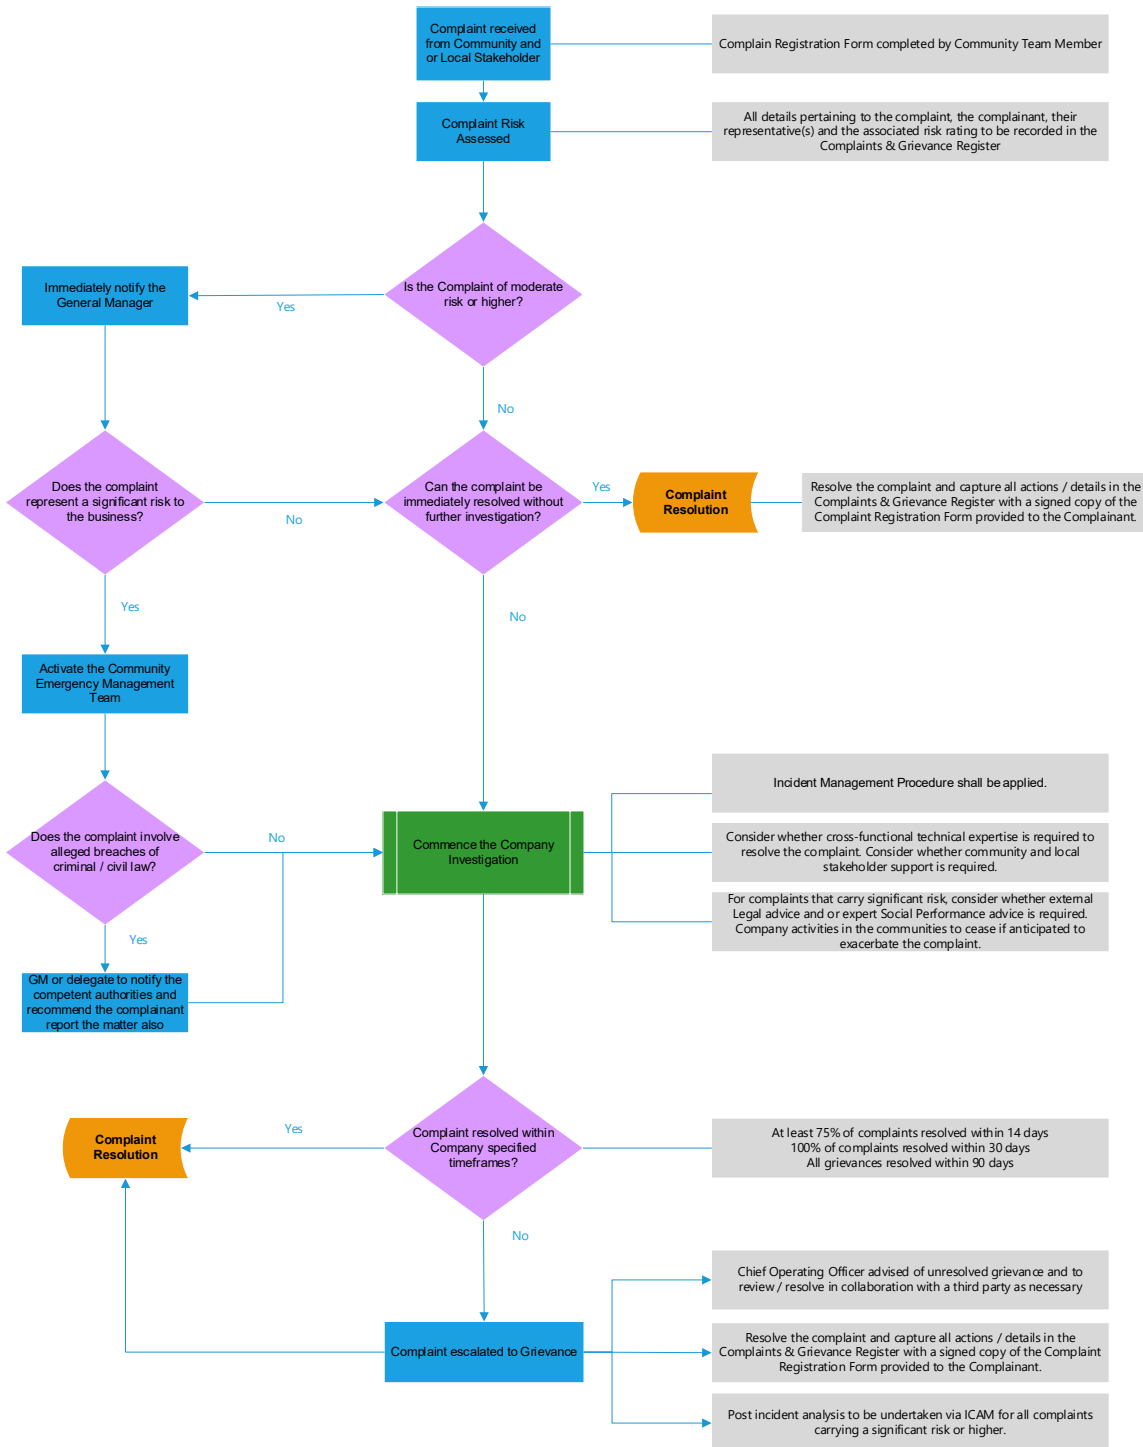 Complaint received
from Community and
or Local Stakeholder
Complain Registration Form completed by Community Team Member
Complaint Risk
Assessed
All details pertaining to the complaint, the complainant, their
representative(s) and the associated risk rating to be recorded in the
Complaints & Grievance Register
Immediately notify the
General Manager
Yes
Is the Complaint of moderate
risk or higher?
No
Does the complaint
represent a significant risk to
the business?
No
Can the complaint be
immediately resolved without
further investigation?
Yes
Complaint
Resolution
Resolve the complaint and capture all actions / details in the
Complaints & Grievance Register with a signed copy of the
Complaint Registration Form provided to the Complainant.
Yes
No
Activate the Community
Emergency Management
Team
Does the complaint involve
alleged breaches of
criminal / civil law?
No
Commence the Company
Investigation
Incident Management Procedure shall be applied.
Consider whether cross-functional technical expertise is required to
resolve the complaint. Consider whether community and local
stakeholder support is required.
For complaints that carry significant risk, consider whether external
Legal advice and or expert Social Performance advice is required.
Company activities in the communities to cease if anticipated to
exacerbate the complaint.
Yes
GM or delegate to notify the
competent authorities and
recommend the complainant
report the matter also
Complaint
Resolution
Yes
Complaint resolved within
Company specified
timeframes?
At least 75% of complaints resolved within 14 days
100% of complaints resolved within 30 days
All grievances resolved within 90 days
No
Chief Operating Officer advised of unresolved grievance and to
review / resolve in collaboration with a third party as necessary
Complaint escalated to Grievance
Resolve the complaint and capture all actions / details in the
Complaints & Grievance Register with a signed copy of the Complaint
Registration Form provided to the Complainant.
Post incident analysis to be undertaken via ICAM for all complaints
carrying a significant risk or higher.